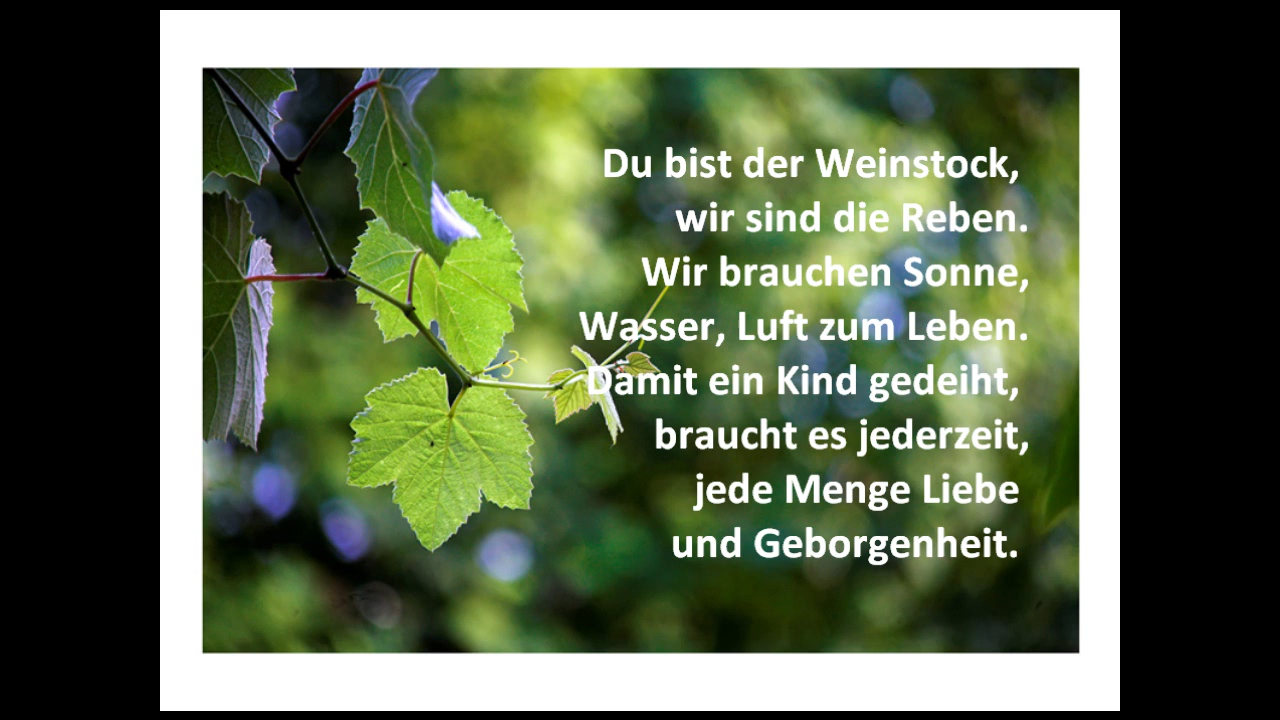 Du bist der Weinstock,
wir sind die Reben.
Wir brauchen Sonne,
Wasser, Luft zum Leben.
Damit ein Kind gedeiht,
braucht es jederzeit,
jede Menge Liebe
und Geborgenheit.